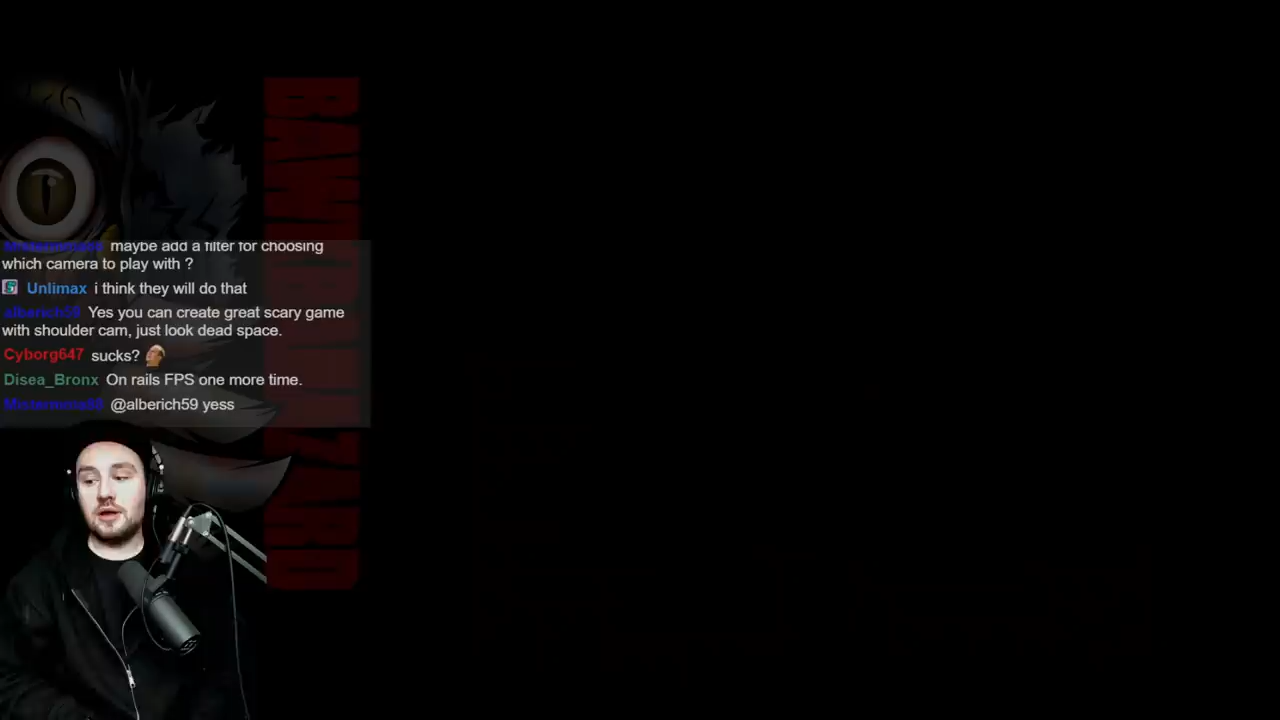 maybe add a filter for choosing
which camera to play with ?
Unlimax i think they will do that
alberich59 Yes you can create great scary game
with shoulder cam, just look dead space.
Cyborg647 sucks?
Disea_Bronx On rails FPS one more time.
@alberich59 yess